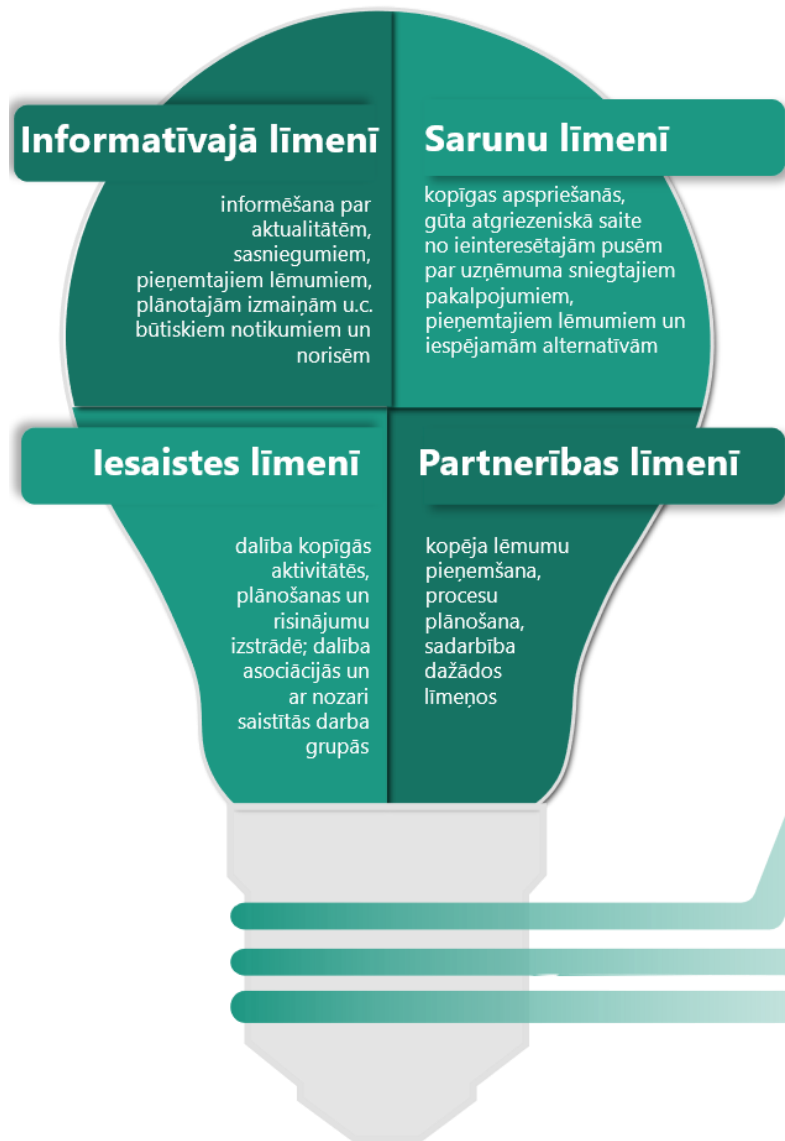 Informatīvajā līmenī
informēšana par
aktualitātēm,
sasniegumiem,
pieņemtajiem lēmumiem,
plānotajām izmaiņām u.c.
būtiskiem notikumiem un
norisēm
Sarunu līmenī
kopīgas apspriešanās,
gūta atgriezeniskā saite
no ieinteresētajām pusēm
par uzņēmuma sniegtajiem
pakalpojumiem,
pieņemtajiem lēmumiem un
iespējamām alternatīvām
Iesaistes līmenī
dalība kopīgās
aktivitātēs,
plānošanas un
risinājumu
izstrādē; dalība
asociācijās un
ar nozari
saistītās darba
grupās
Partnerības līmenī
kopēja lēmumu
pieņemšana,
procesu
plānošana,
sadarbība
dažādos
līmeņos